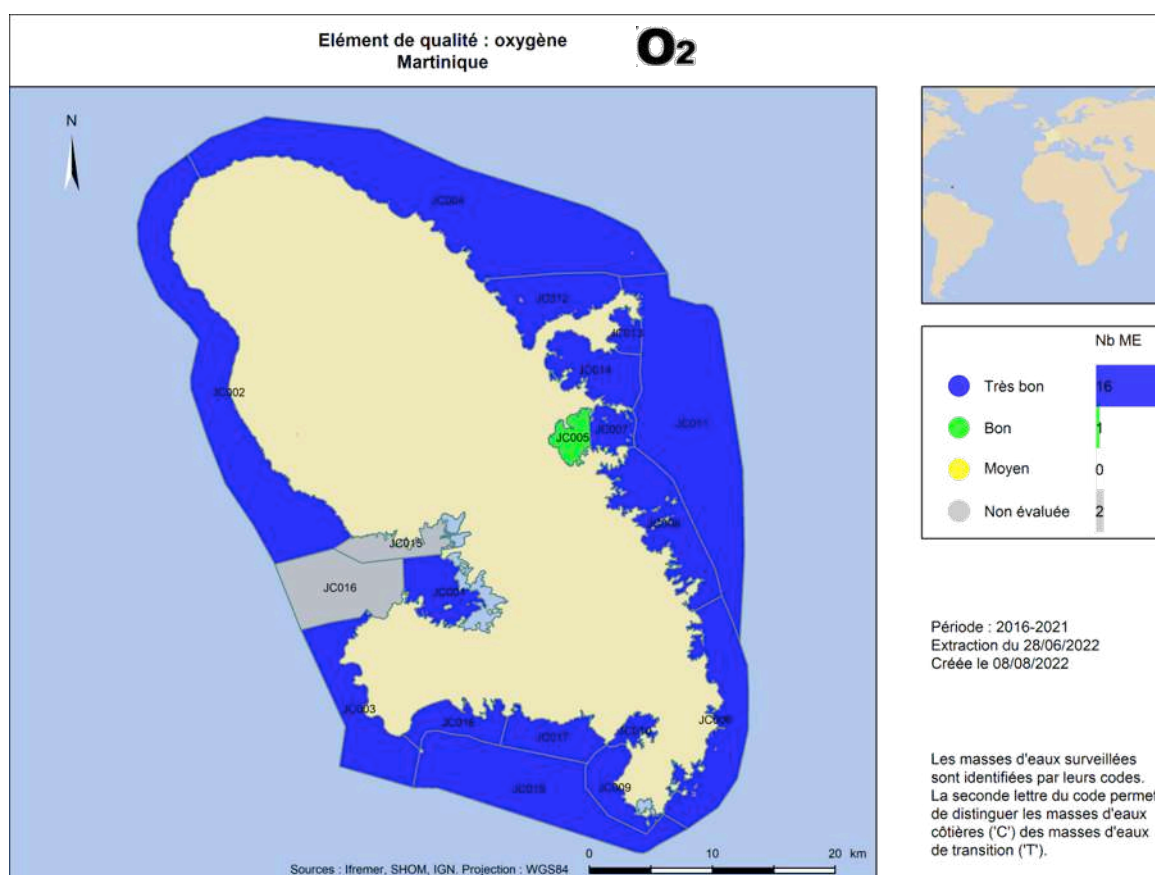 Elément de qualité : oxygène
Martinique
O2
N
JC004
JC012
JC013
JC014
JC002
JC007
JC011
JC005
JC015
JC016
JC001
JC003
JC017
JC010
JC009
Sources : Ifremer, SHOM, IGN. Projection : WGS84
0 10 20 km
Nb ME
Très bon 16
Bon 1
Moyen 0
Non évaluée 2
Période : 2016-2021
Extraction du 28/06/2022
Créée le 08/08/2022
Les masses d'eaux surveillées
sont identifiées par leurs codes.
La seconde lettre du code permet
de distinguer les masses d'eaux
côtières ('C') des masses d'eaux
de transition ('T').